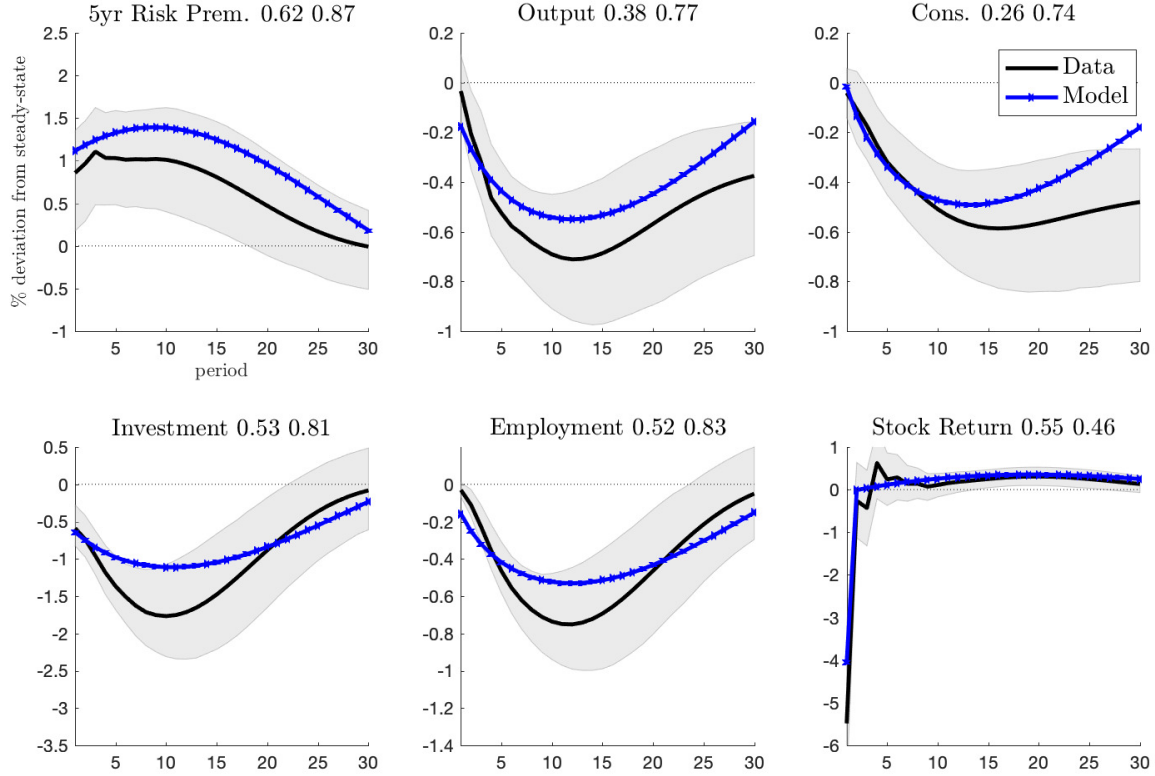 5yr Risk Prem. 0.62 0.87
% deviation from steady-state
2.5
2
1.5
1
0.5
0
-0.5
-1
5 10 15 20 25 30
period
Output 0.38 0.77
0.2
0
-0.2
-0.4
-0.6
-0.8
-1
5 10 15 20 25 30
Cons. 0.26 0.74
Data
Model
0.2
0
-0.2
-0.4
-0.6
-0.8
-1
5 10 15 20 25 30
Investment 0.53 0.81
0.5
0
-0.5
-1
-1.5
-2
-2.5
-3
-3.5
5 10 15 20 25 30
Employment 0.52 0.83
0
-0.2
-0.4
-0.6
-0.8
-1
-1.2
-1.4
5 10 15 20 25 30
Stock Return 0.55 0.46
1
0
-1
-2
-3
-4
-5
-6
5 10 15 20 25 30